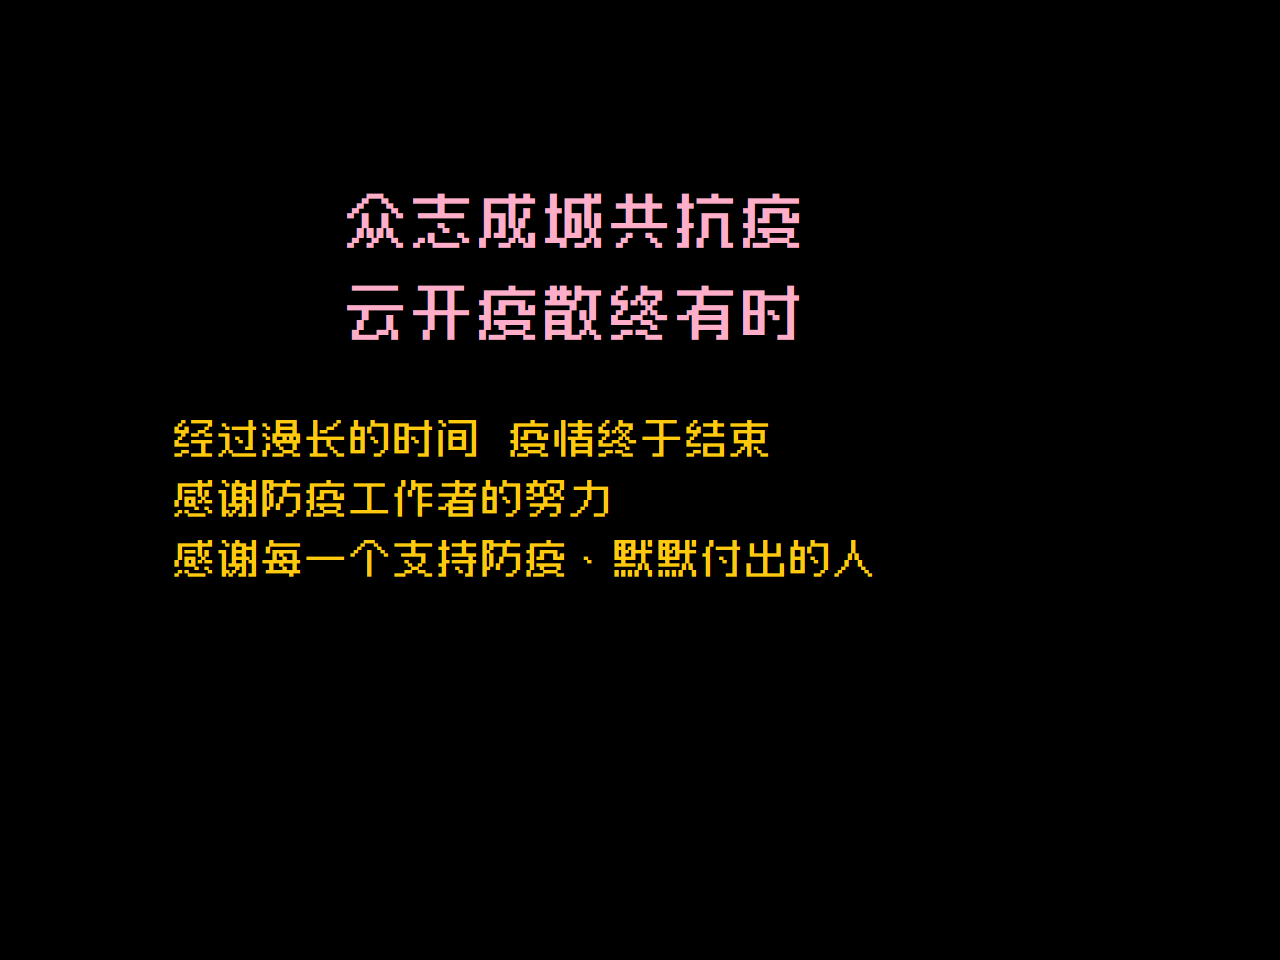 众志成城共抗疫
云开疫散终有时
经过漫长的时间 疫情终于结束
感谢防疫工作者的努力
感谢每一个支持防疫、默默付出的人